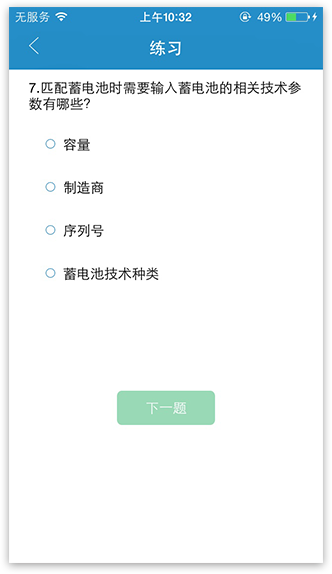 无服务 上午10:32 49%
练习
7.匹配蓄电池时需要输入蓄电池的相关技术参
数有哪些?
容量
制造商
序列号
蓄电池技术种类
下一题